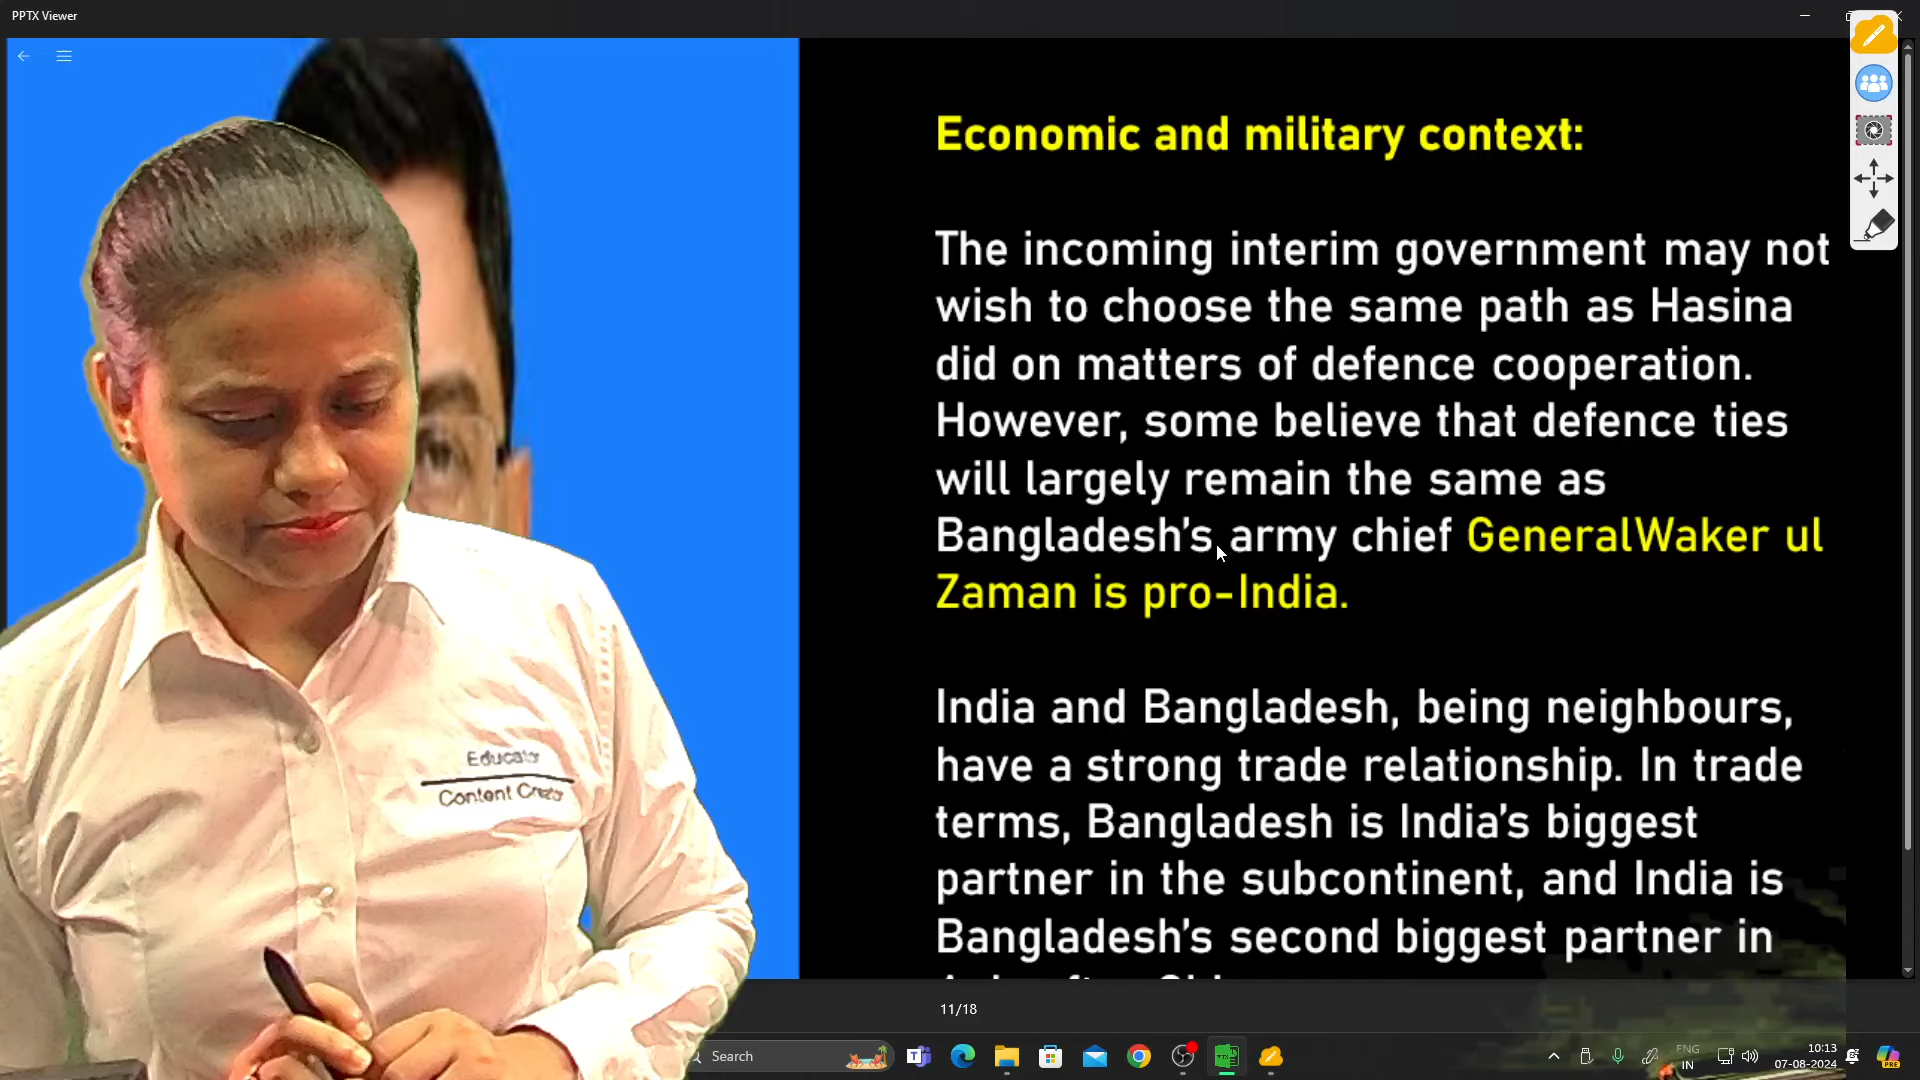 PPTX Viewer
Economic and military context:
The incoming interim government may not
wish to choose the same path as Hasina
did on matters of defence cooperation.
However, some believe that defence ties
will largely remain the same as
Bangladesh's army chief GeneralWaker ul
Zaman is pro-India.
India and Bangladesh, being neighbours,
have a strong trade relationship. In trade
terms, Bangladesh is India's biggest
partner in the subcontinent, and India is
Bangladesh's second biggest partner in
Educator
Content Creator
11/18
Search
ENG
IN
10:13
07-08-2024
PRE